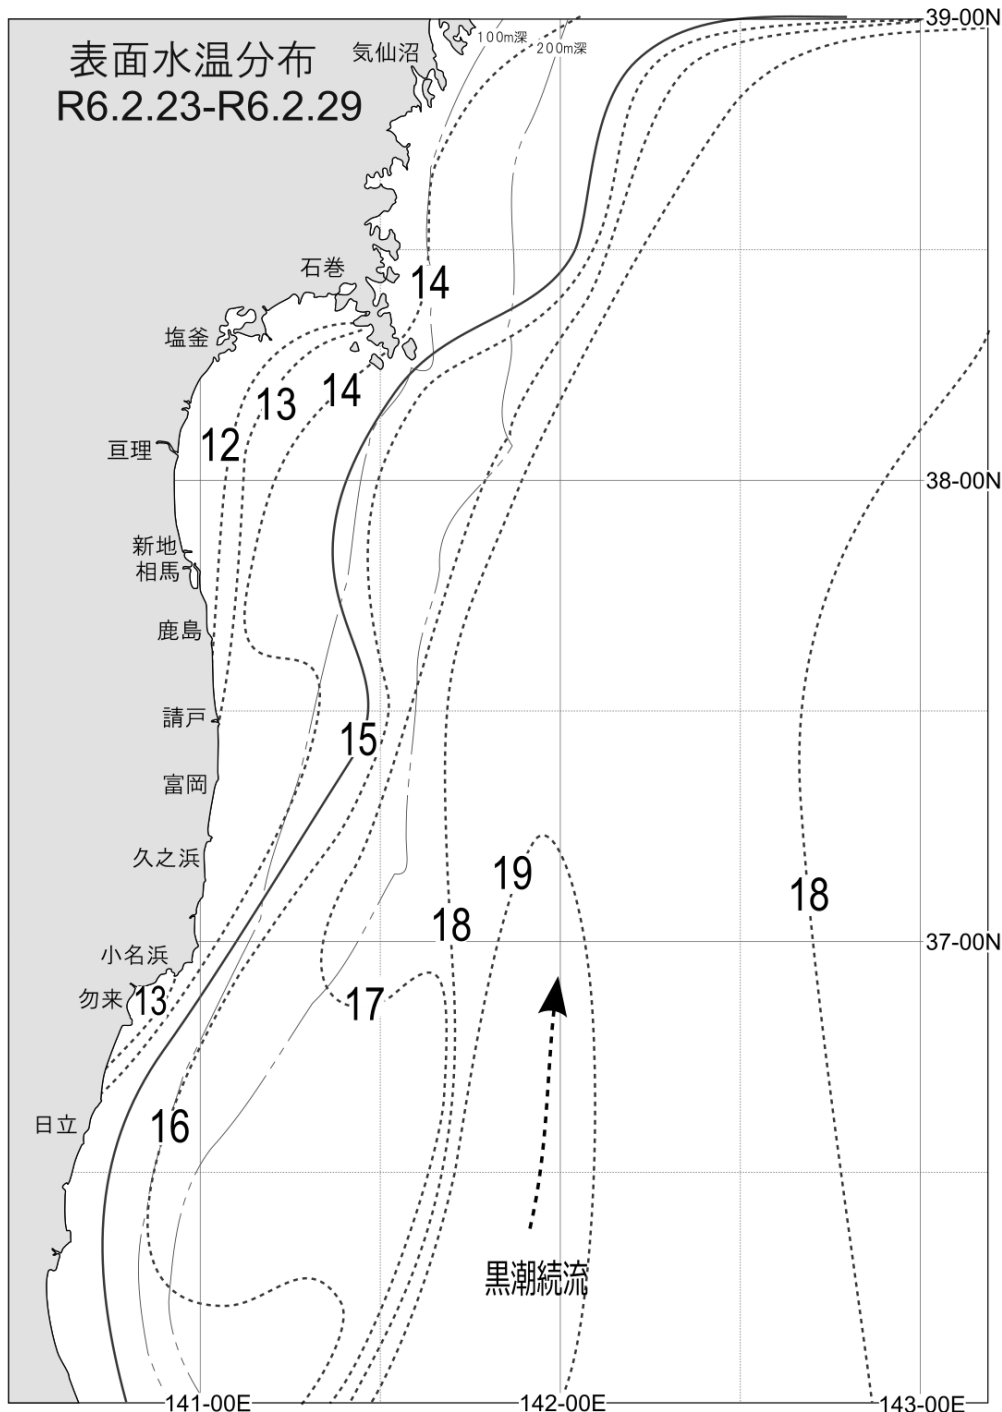 表面水温分布
R6.2.23-R6.2.29
39-00N
100m深
200m深
気仙沼
石巻
14
塩釜
14
13
12
亘理
38-00N
新地
相馬
鹿島
請戸
15
富岡
久之浜
19
18
18
37-00N
小名浜
勿来
13
17
日立
16
黒潮続流
141-00E
142-00E
143-00E